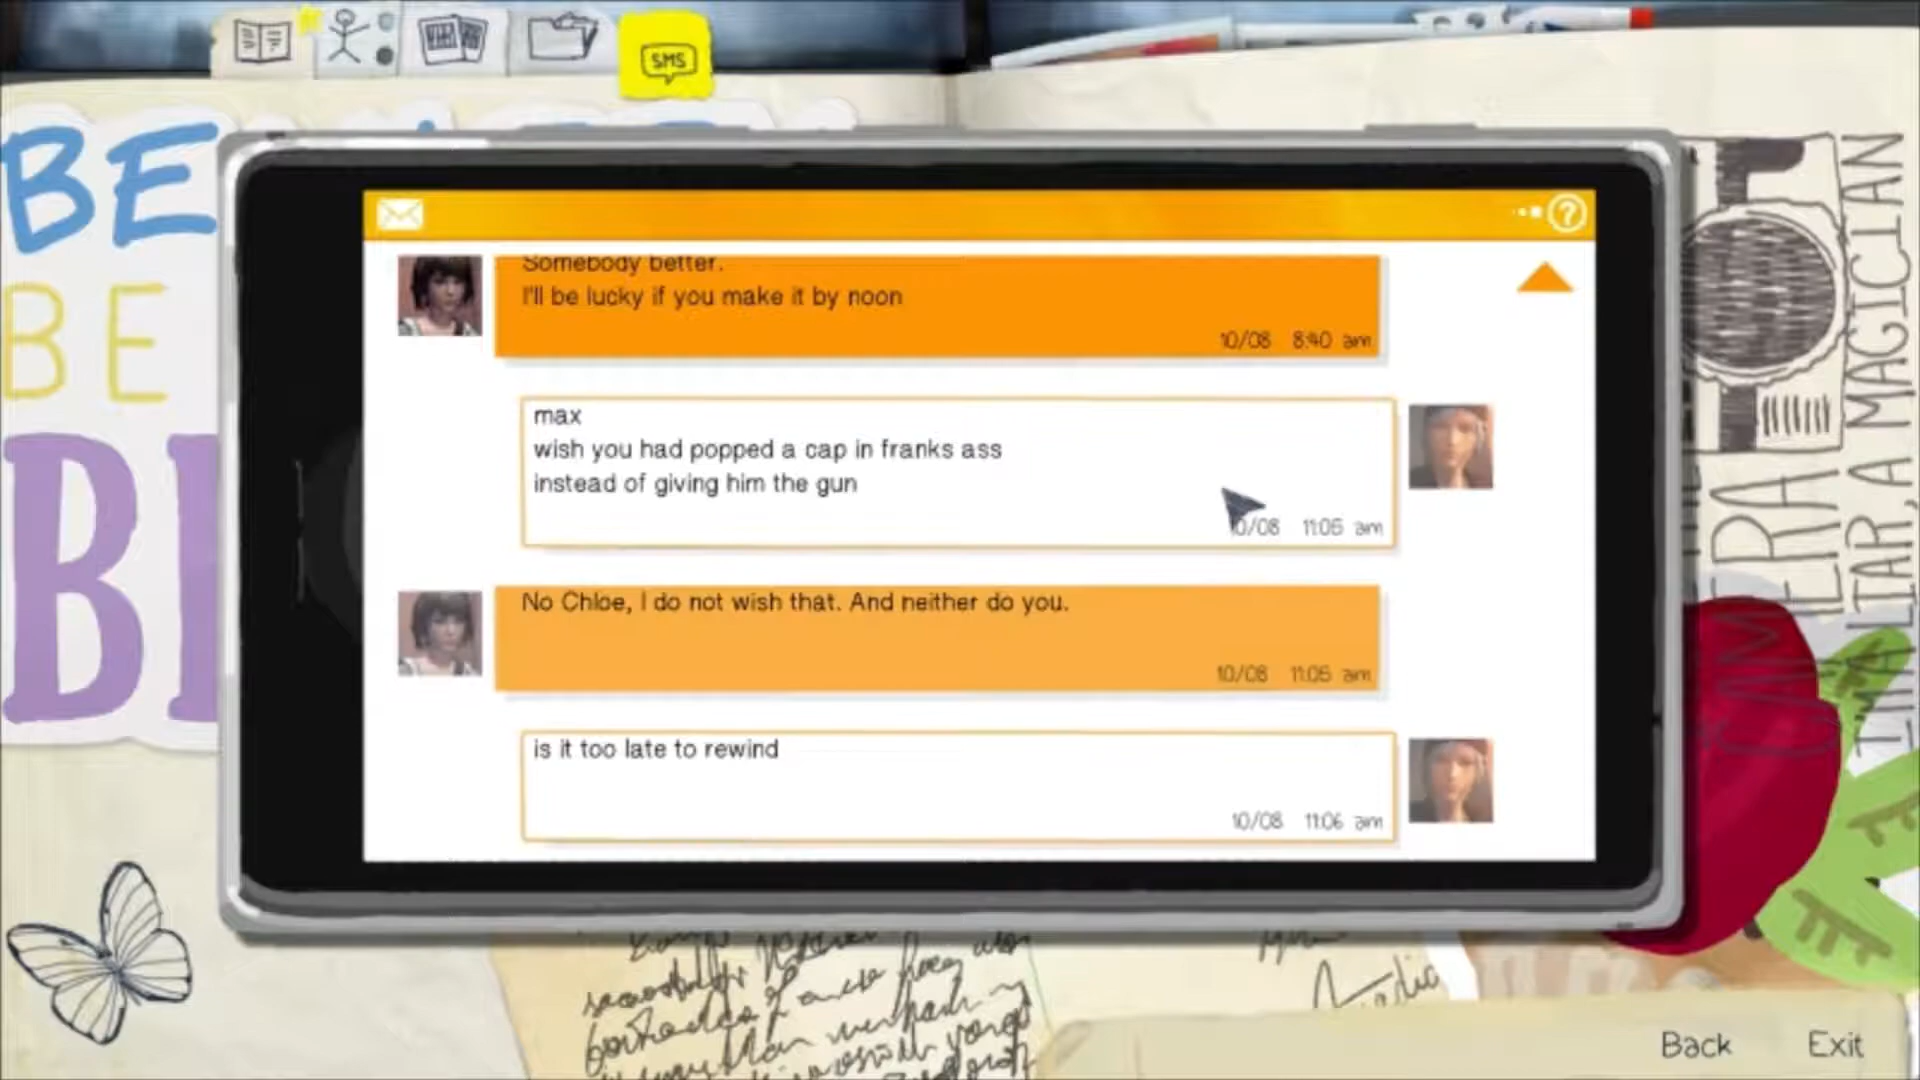 SMS
BE
BE
Somebody better.
I'll be lucky if you make it by noon
10/08 8:40 am
max
wish you had popped a cap in franks ass
instead of giving him the gun
10/08 11:05 am
No Chloe, I do not wish that. And neither do you.
10/08 11:05 am
is it too late to rewind
10/08 11:06 am
CAMERA
LIAR, A MAGICIAN
Back Exit